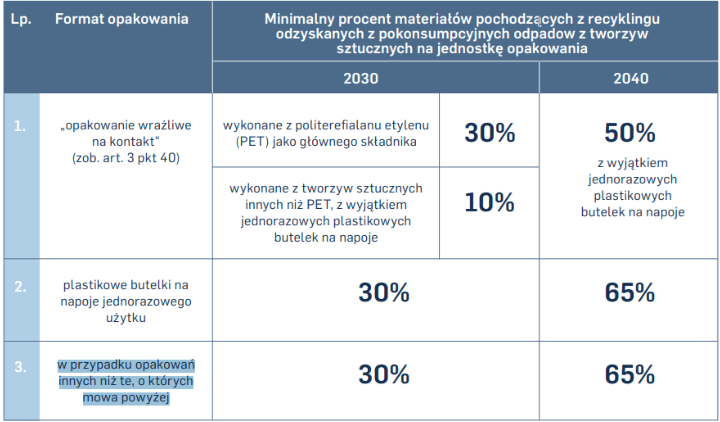 Lp.
Format opakowania
Minimalny procent materiałów pochodzących z recyklingu
odzyskanych z pokonsumpcyjnych odpadow z tworzyw
sztucznych na jednostkę opakowania
2030
2040
1.
„opakowanie wrażliwe
na kontakt"
(zob. art. 3 pkt 40)
wykonane z politerefialanu etylenu
(PET) jako głównego składnika
30%
wykonane z tworzyw sztucznych
innych niż PET, z wyjątkiem
jednorazowych plastikowych
butelek na napoje
10%
50%
z wyjątkiem
jednorazowych
plastikowych
butelek na napoje
2.
plastikowe butelki na
napoje jednorazowego
użytku
30%
65%
3.
w przypadku opakowań
innych niż te, o których
mowa powyżej
30%
65%